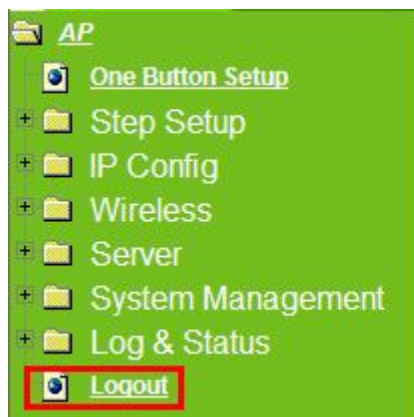 AP
One Button Setup
Step Setup
IP Config
Wireless
Server
System Management
Log & Status
Logout